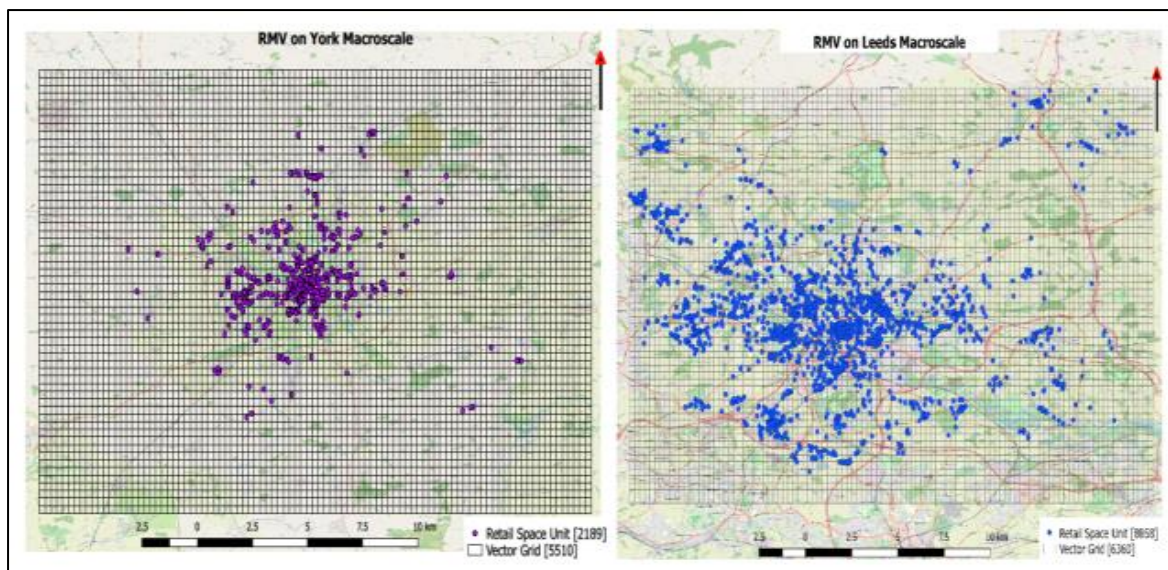 RMV on York Macroscale
2.5 0 2.5 5 7.5 10 km
Retail Space Unit [2189]
Vector Grid [5510]
RMV on Leeds Macroscale
2.5 0 2.5 5 7.5 10 km
Retail Space Unit [8858]
Vector Grid [6360]